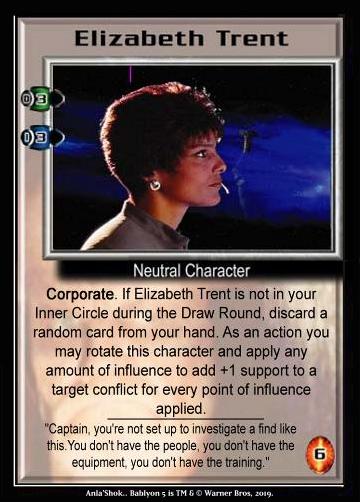 Elizabeth Trent
3
3
Neutral Character
Corporate. If Elizabeth Trent is not in your
Inner Circle during the Draw Round, discard a
random card from your hand. As an action you
may rotate this character and apply any
amount of influence to add +1 support to a
target conflict for every point of influence
applied.
"Captain, you're not set up to investigate a find like
this.You don't have the people, you don't have the
equipment, you don't have the training."
6
Anla'Shok.. Bablyon 5 is TM & © Warner Bros, 2019.